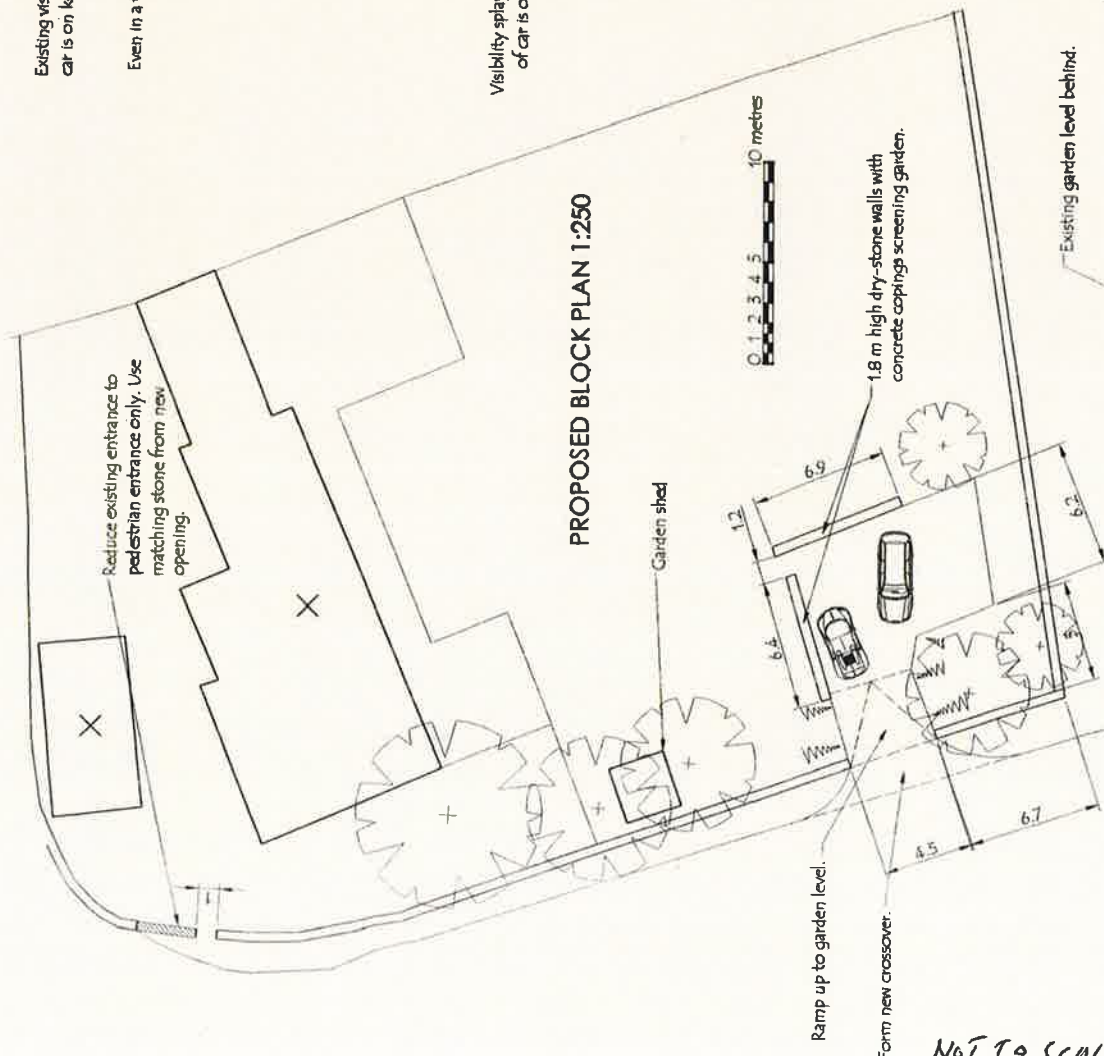 Existing vis
car is on k
Even in a
Visibility splay
of car is o
Reduce existing entrance to
pedestrian entrance only. Use
matching stone from new
opening.
PROPOSED BLOCK PLAN 1:250
0 1 2 3 4 5 10 metres
Existing garden level behind.
1.8 m high dry-stone walls with
concrete copings screening garden.
Garden shed
1
1.2
6.9
6.4
6.2
Ramp up to garden level.
Form new crossover.
4.5
6.7
NOT TO SCAL